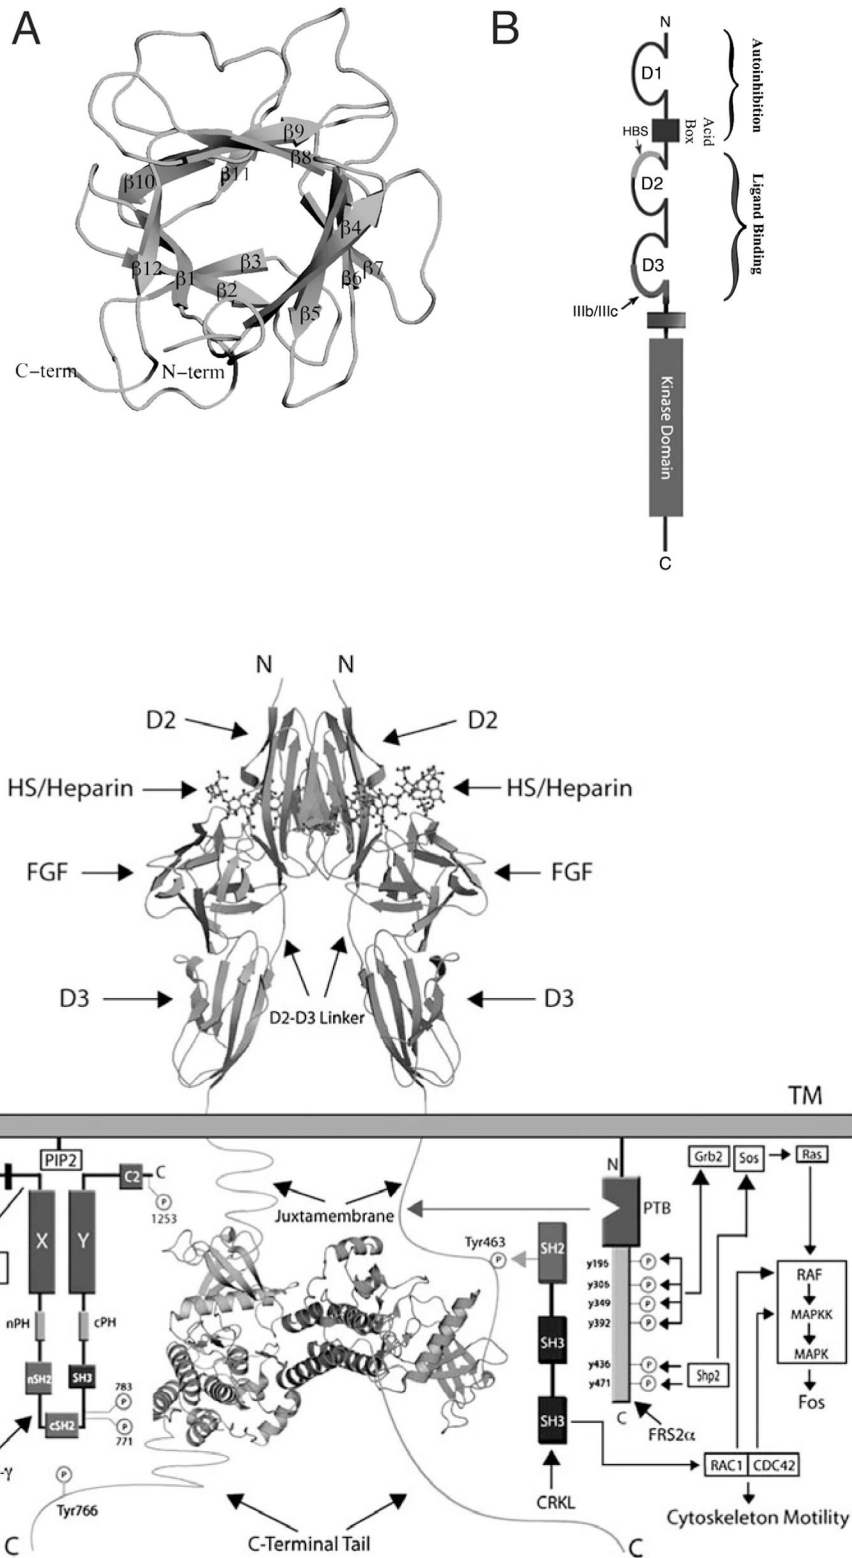 A
B
N
D1
Autoinhibition
Acid
Box
HBS
D2
Ligand Binding
D3
IIIb/IIIc
Kinase Domain
C
β9
β8
β10
β11
β4
β12
β3
β1
β2
β6
β7
β5
C-term
N-term
N N
D2 D2
HS/Heparin HS/Heparin
FGF FGF
D3 D3
D2-D3 Linker
TM
PIP2
C2
C
P
1253
X
Y
nPH
cPH
nSH2
SH3
cSH2
783
P
P
771
-γ
P
Tyr766
C
Juxtamembrane
Tyr463
P
SH2
SH3
SH3
CRKL
C-Terminal Tail
C
N
PTB
y196 P
y306 P
y349 P
y392 P
y436 P
y471 P
C
FRS2α
Grb2
Sos
Ras
Shp2
RAF
MAPKK
MAPK
Fos
RAC1 CDC42
Cytoskeleton Motility